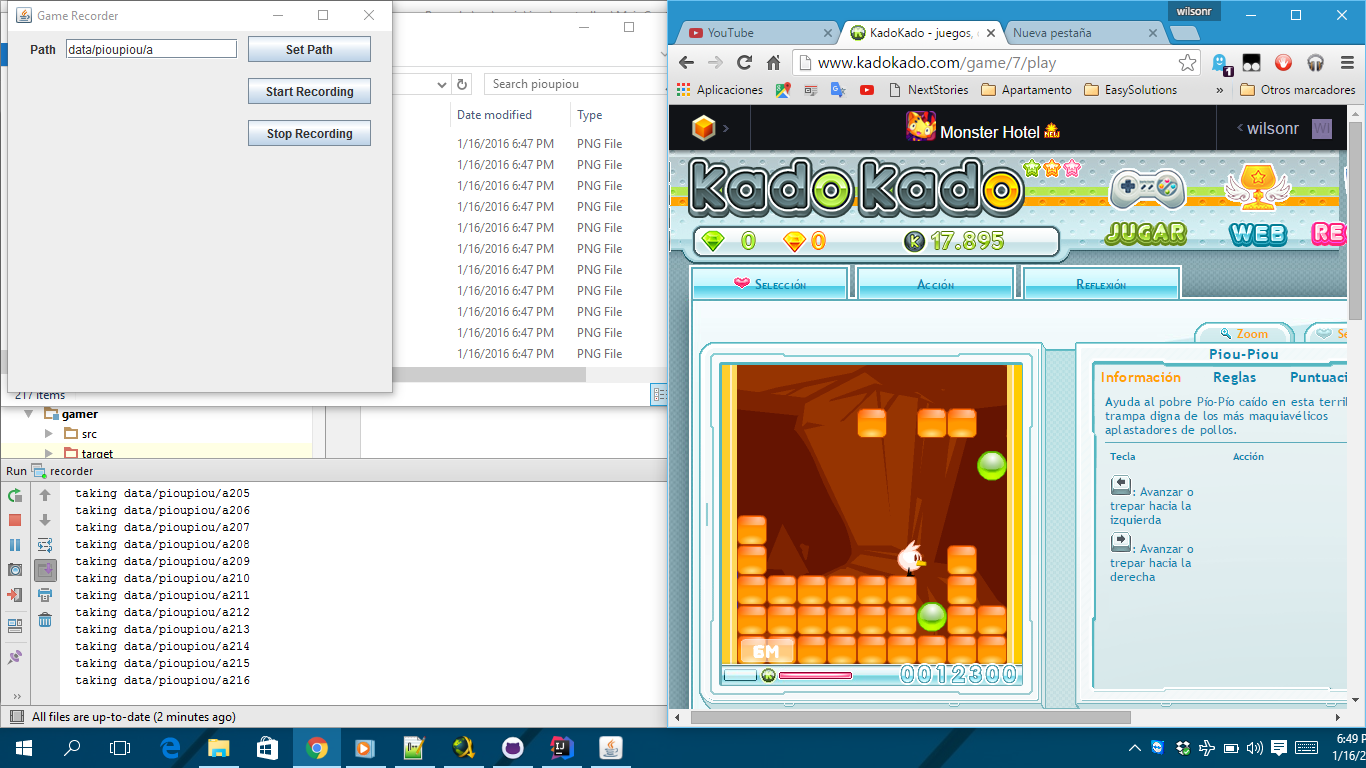 Game Recorder
Path data/pioupiou/a Set Path
Start Recording
Stop Recording
Search pioupiou
Date modified Type
1/16/2016 6:47 PM PNG File
1/16/2016 6:47 PM PNG File
1/16/2016 6:47 PM PNG File
1/16/2016 6:47 PM PNG File
1/16/2016 6:47 PM PNG File
1/16/2016 6:47 PM PNG File
1/16/2016 6:47 PM PNG File
1/16/2016 6:47 PM PNG File
1/16/2016 6:47 PM PNG File
1/16/2016 6:47 PM PNG File
1/16/2016 6:47 PM PNG File
217 items
gamer
src
target
Run recorder
taking data/pioupiou/a205
taking data/pioupiou/a206
taking data/pioupiou/a207
taking data/pioupiou/a208
taking data/pioupiou/a209
taking data/pioupiou/a210
taking data/pioupiou/a211
taking data/pioupiou/a212
taking data/pioupiou/a213
taking data/pioupiou/a214
taking data/pioupiou/a215
taking data/pioupiou/a216
All files are up-to-date (2 minutes ago)
wilsonr
YouTube KadoKado - juegos, Nueva pestaña
www.kadokado.com/game/7/play
1
Aplicaciones NextStories Apartamento EasySolutions » Otros marcadores
Monster Hotel NEW wilsonr WI
KadoKado
0 0 K 17.895
JUGAR WEB RE
Selección Acción Reflexión
Zoom Se
Piou-Piou
Información Reglas Puntuaci
Ayuda al pobre Pío-Pío caído en esta terri
trampa digna de los más maquiavélicos
aplastadores de pollos.
Tecla Acción
: Avanzar o
trepar hacia la
izquierda
: Avanzar o
trepar hacia la
derecha
6M
0012300
6:49 P
1/16/2